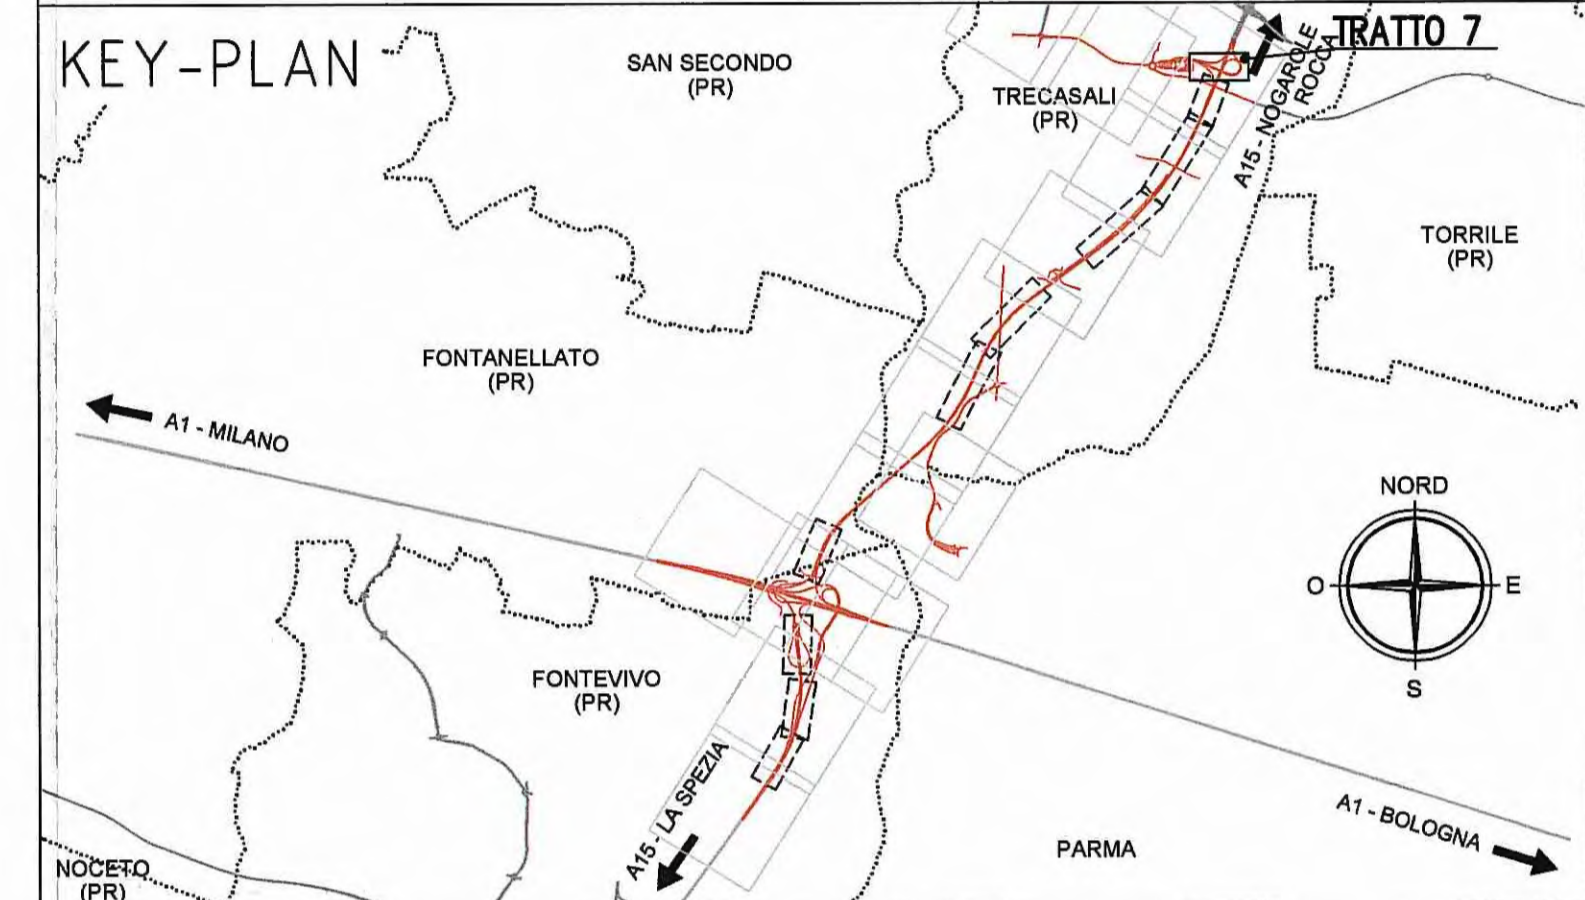 KEY-PLAN
TRATTO 7
SAN SECONDO
(PR)
TRECASALI
(PR)
A15 - NOGAROLE
ROCCA
TORRILE
(PR)
FONTANELLATO
(PR)
A1 - MILANO
NORD
O
E
S
FONTEVIVO
(PR)
A15 - LA SPEZIA
A1 - BOLOGNA
PARMA
NOCETO
(PR)